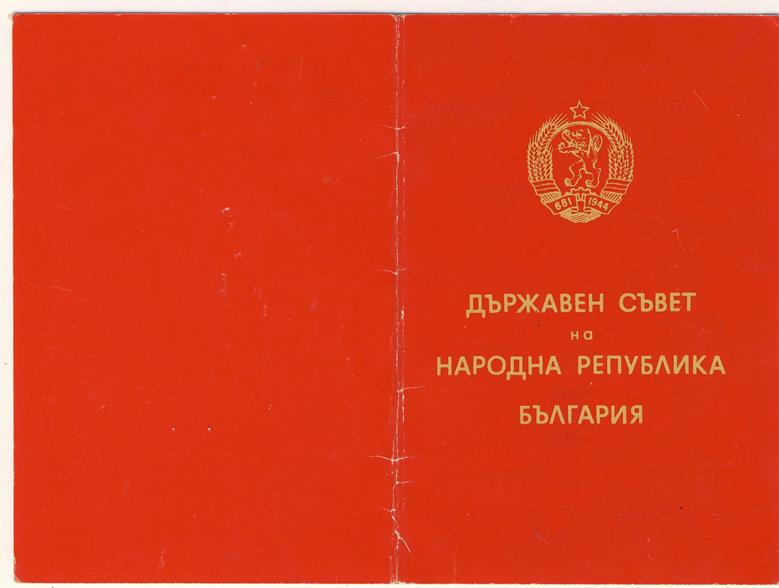 681 1944
ДЪРЖАВЕН СЪВЕТ
на
НАРОДНА РЕПУБЛИКА
БЪЛГАРИЯ